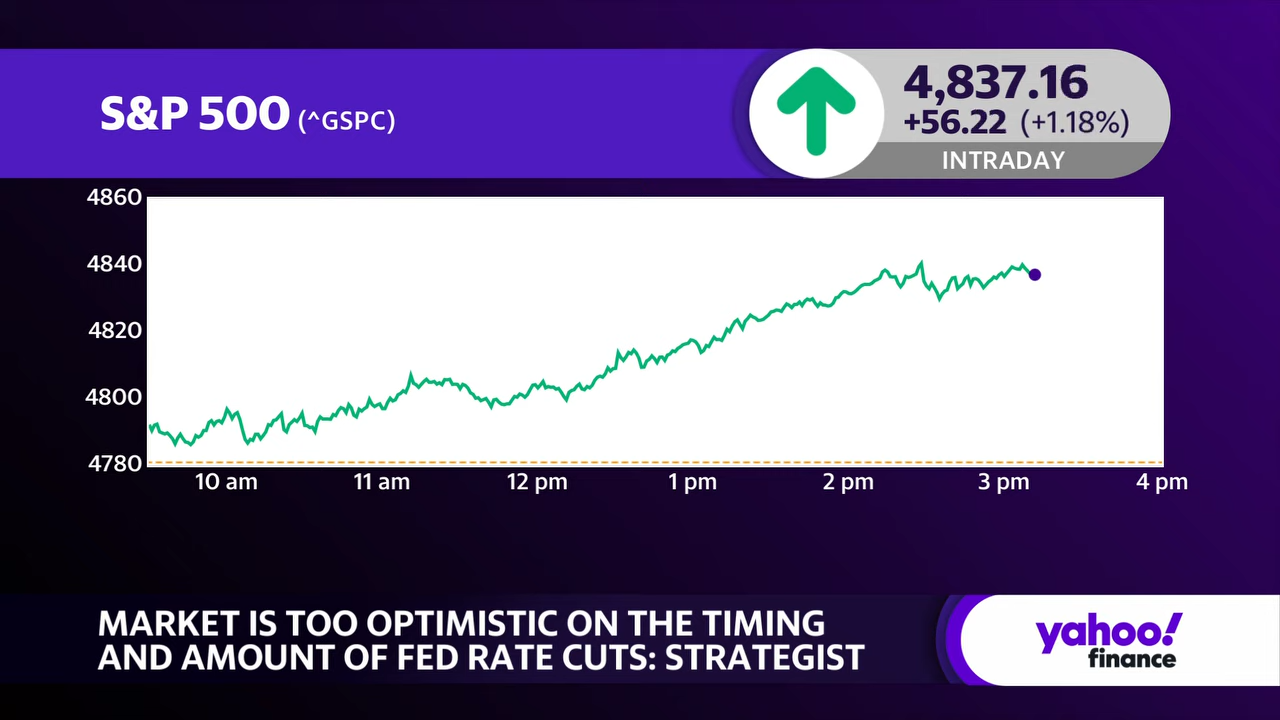 S&P 500 (^GSPC)
4,837.16
+56.22 (+1.18%)
INTRADAY
4860
4840
4820
4800
4780
10 am 11 am 12 pm 1 pm 2 pm 3 pm 4 pm
MARKET IS TOO OPTIMISTIC ON THE TIMING
AND AMOUNT OF FED RATE CUTS: STRATEGIST
yahoo!
finance